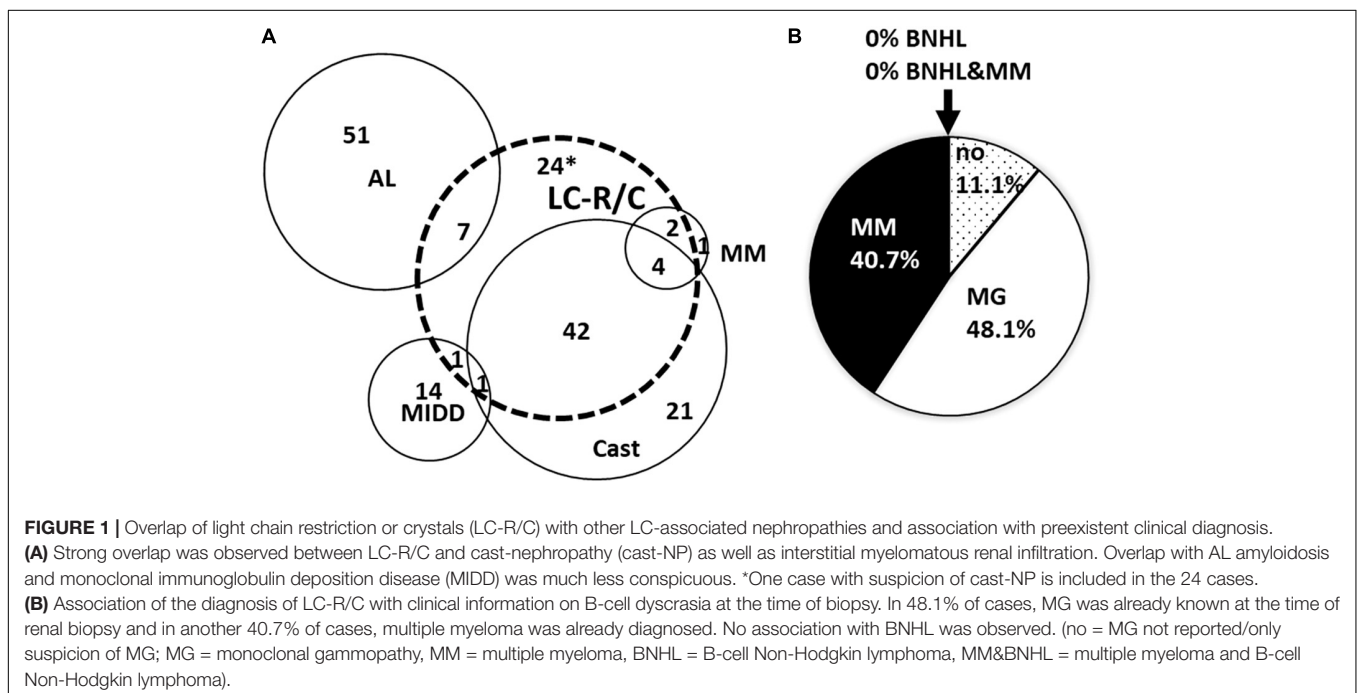 A
51
AL
7
24*
LC-R/C
2
1
MM
4
42
1
1
14
MIDD
21
Cast
B
0% BNHL
0% BNHL&MM
no
11.1%
MM
40.7%
MG
48.1%
FIGURE 1 | Overlap of light chain restriction or crystals (LC-R/C) with other LC-associated nephropathies and association with preexistent clinical diagnosis.
(A) Strong overlap was observed between LC-R/C and cast-nephropathy (cast-NP) as well as interstitial myelomatous renal infiltration. Overlap with AL amyloidosis
and monoclonal immunoglobulin deposition disease (MIDD) was much less conspicuous. *One case with suspicion of cast-NP is included in the 24 cases.
(B) Association of the diagnosis of LC-R/C with clinical information on B-cell dyscrasia at the time of biopsy. In 48.1% of cases, MG was already known at the time of
renal biopsy and in another 40.7% of cases, multiple myeloma was already diagnosed. No association with BNHL was observed. (no = MG not reported/only
suspicion of MG; MG = monoclonal gammopathy, MM = multiple myeloma, BNHL = B-cell Non-Hodgkin lymphoma, MM&BNHL = multiple myeloma and B-cell
Non-Hodgkin lymphoma).